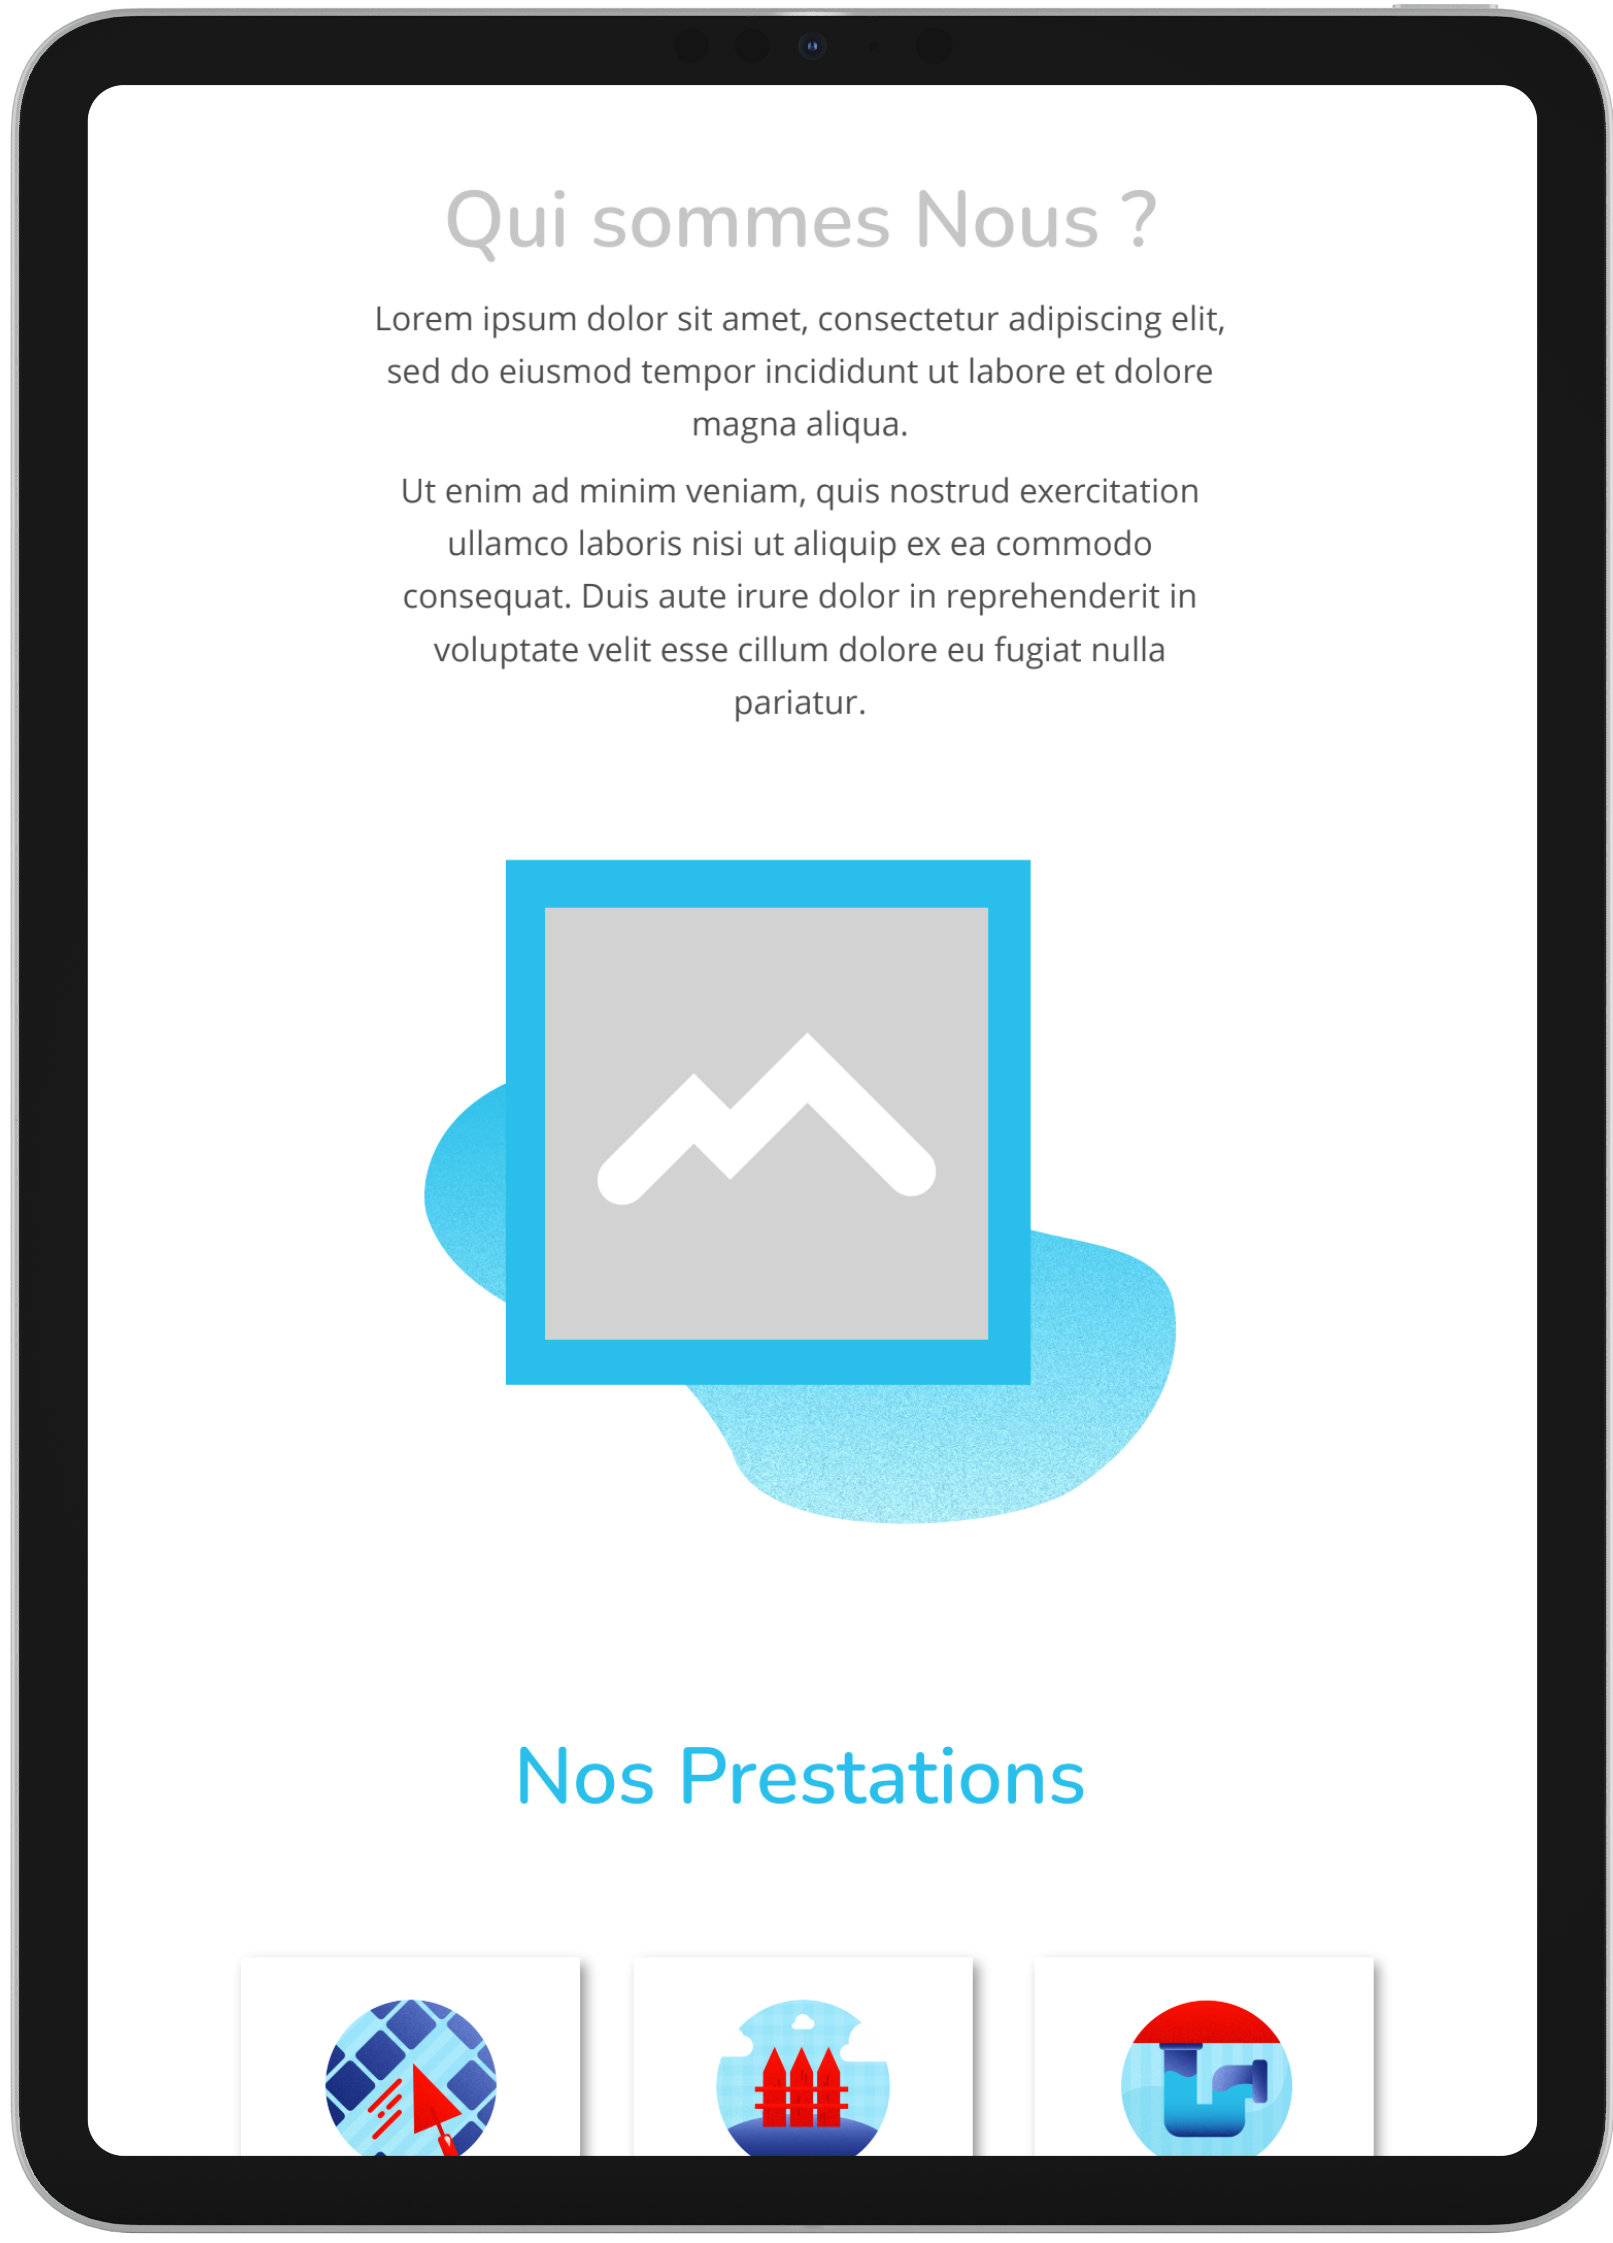 Qui sommes Nous ?
Lorem ipsum dolor sit amet, consectetur adipiscing elit,
sed do eiusmod tempor incididunt ut labore et dolore
magna aliqua.
Ut enim ad minim veniam, quis nostrud exercitation
ullamco laboris nisi ut aliquip ex ea commodo
consequat. Duis aute irure dolor in reprehenderit in
voluptate velit esse cillum dolore eu fugiat nulla
pariatur.
Nos Prestations